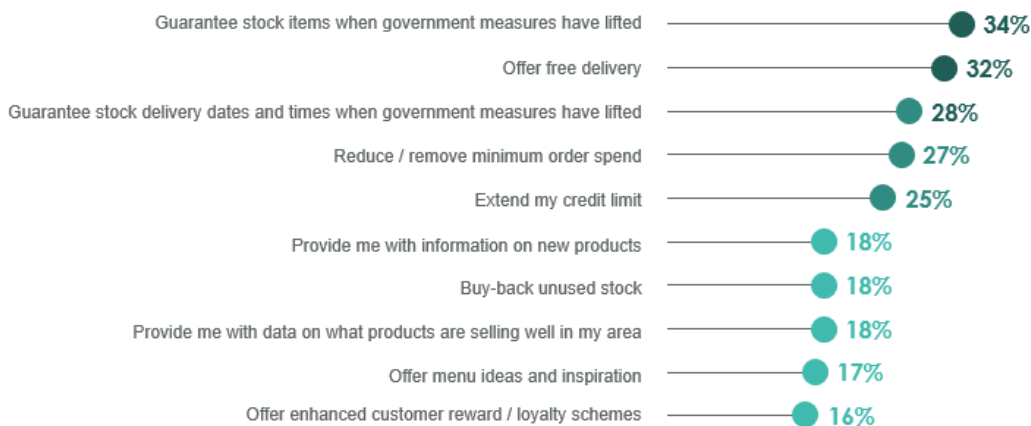 Guarantee stock items when government measures have lifted 34%
Offer free delivery 32%
Guarantee stock delivery dates and times when government measures have lifted 28%
Reduce / remove minimum order spend 27%
Extend my credit limit 25%
Provide me with information on new products 18%
Buy-back unused stock 18%
Provide me with data on what products are selling well in my area 18%
Offer menu ideas and inspiration 17%
Offer enhanced customer reward / loyalty schemes 16%